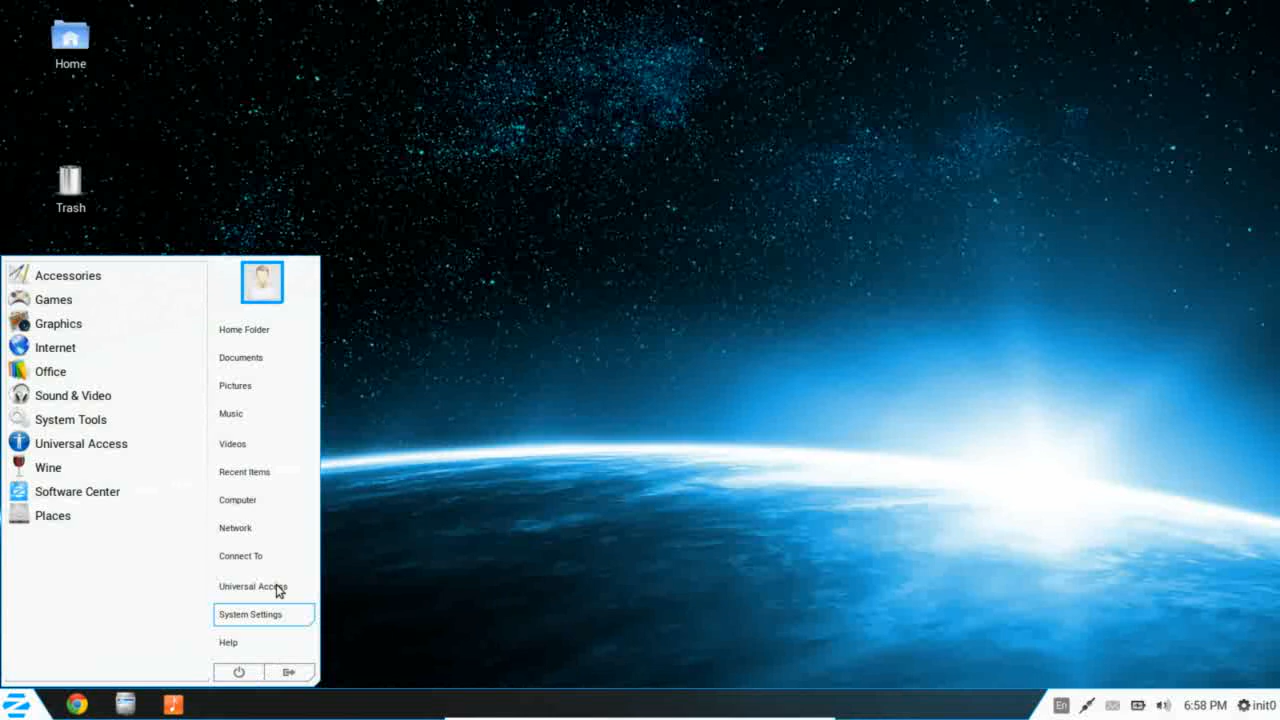 Home
Trash
Accessories
Games
Graphics
Internet
Office
Sound & Video
System Tools
Universal Access
Wine
Software Center
Places
Home Folder
Documents
Pictures
Music
Videos
Recent Items
Computer
Network
Connect To
Universal Access
System Settings
Help
En
6:58 PM
init0